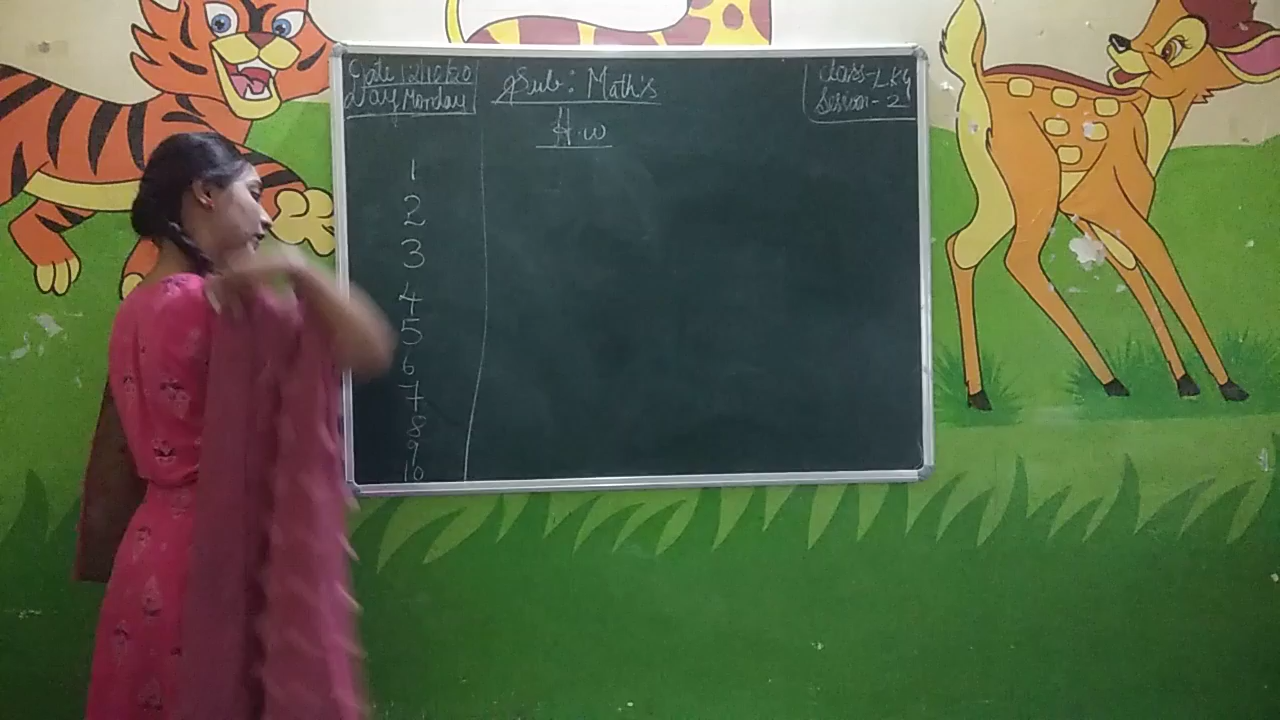 Date 12/10/20
Day Monday
Sub: Math's
Class-LKG
Session-2
H.W
1
2
3
4
5
6
7
8
9
10